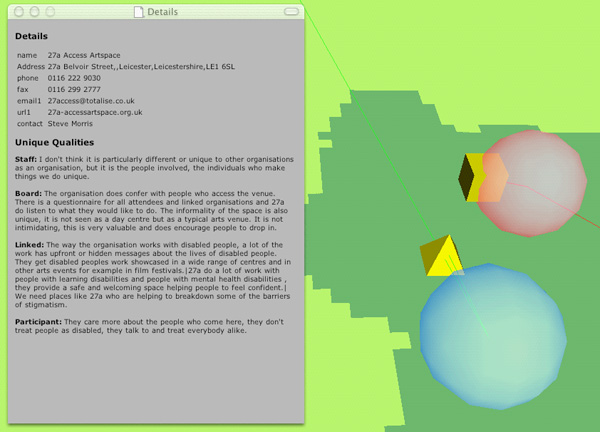 Details
Details
name 27a Access Artspace
Address 27a Belvoir Street,,Leicester,Leicestershire,LE1 6SL
phone 0116 222 9030
fax 0116 299 2777
email1 27access@totalise.co.uk
url1 27a-accessartspace.org.uk
contact Steve Morris
Unique Qualities
Staff: I don't think it is particularly different or unique to other organisations
as an organisation, but it is the people involved, the individuals who make
things we do unique.
Board: The organisation does confer with people who access the venue.
There is a questionnaire for all attendees and linked organisations and 27a
do listen to what they would like to do. The informality of the space is also
unique, it is not seen as a day centre but as a typical arts venue. It is not
intimidating, this is very valuable and does encourage people to drop in.
Linked: The way the organisation works with disabled people, a lot of the
work has upfront or hidden messages about the lives of disabled people.
They get disabled peoples work showcased in a wide range of centres and in
other arts events for example in film festivals.|27a do a lot of work with
people with learning disabilities and people with mental health disabilities ,
they provide a safe and welcoming space helping people to feel confident.|
We need places like 27a who are helping to breakdown some of the barriers
of stigmatism.
Participant: They care more about the people who come here, they don't
treat people as disabled, they talk to and treat everybody alike.